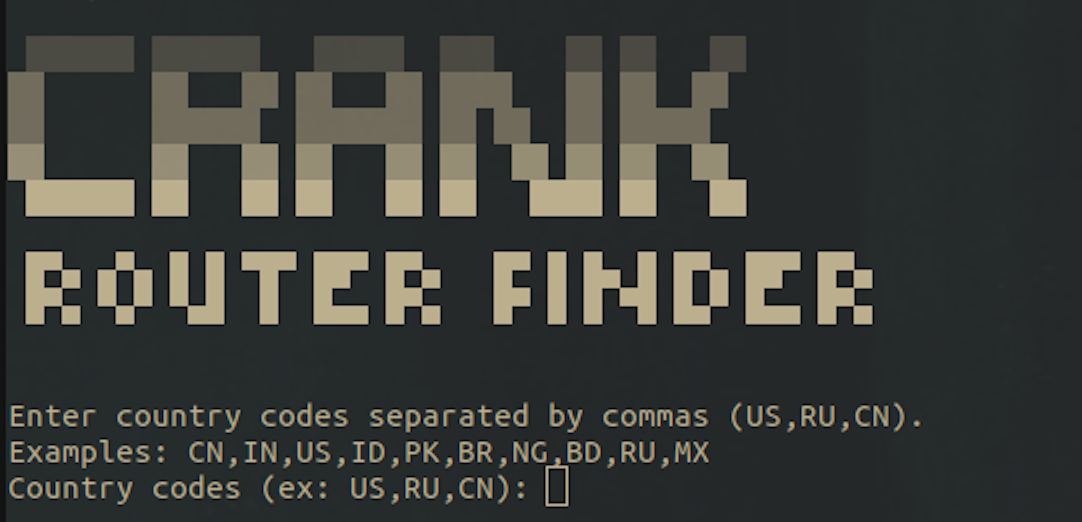 CRANK
ROUTER FINDER
Enter country codes separated by commas (US,RU,CN).
Examples: CN,IN,US,ID,PK,BR,NG,BD,RU,MX
Country codes (ex: US,RU,CN):